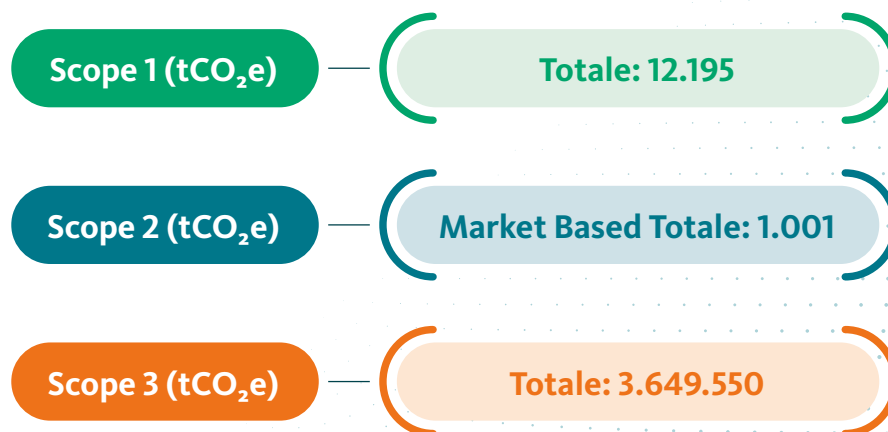 Scope 1 (tCO₂e)
Totale: 12.195
Scope 2 (tCO₂e)
Market Based Totale: 1.001
Scope 3 (tCO₂e)
Totale: 3.649.550